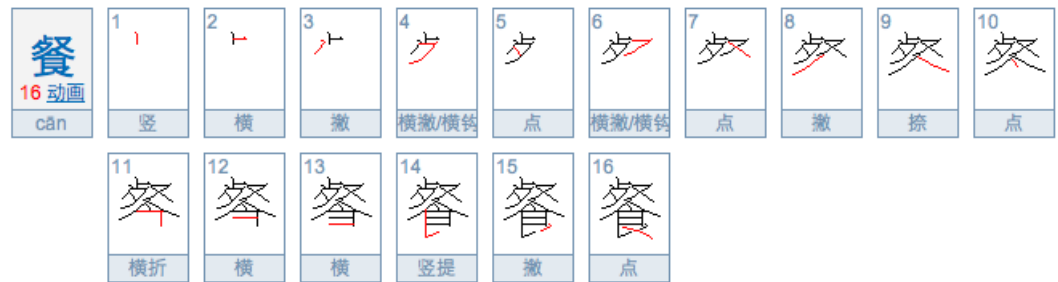 餐 1 2 3 4 5 6 7 8 9 10
16 动画
cān 竖 横 撇 横撇/横钩 点 横撇/横钩 点 撇 捺 点
11 12 13 14 15 16
横折 横 横 竖提 撇 点